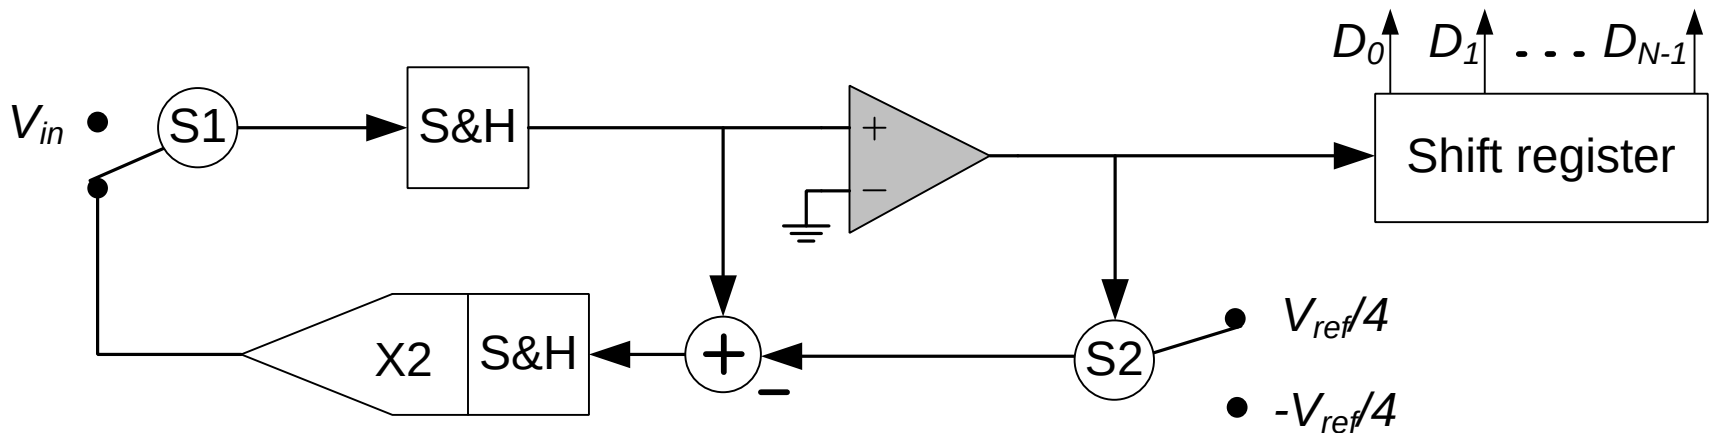 D0 D1 - - - DN-1
Vin
S1
S&H
+
−
Shift register
X2
S&H
+
−
S2
Vref/4
-Vref/4